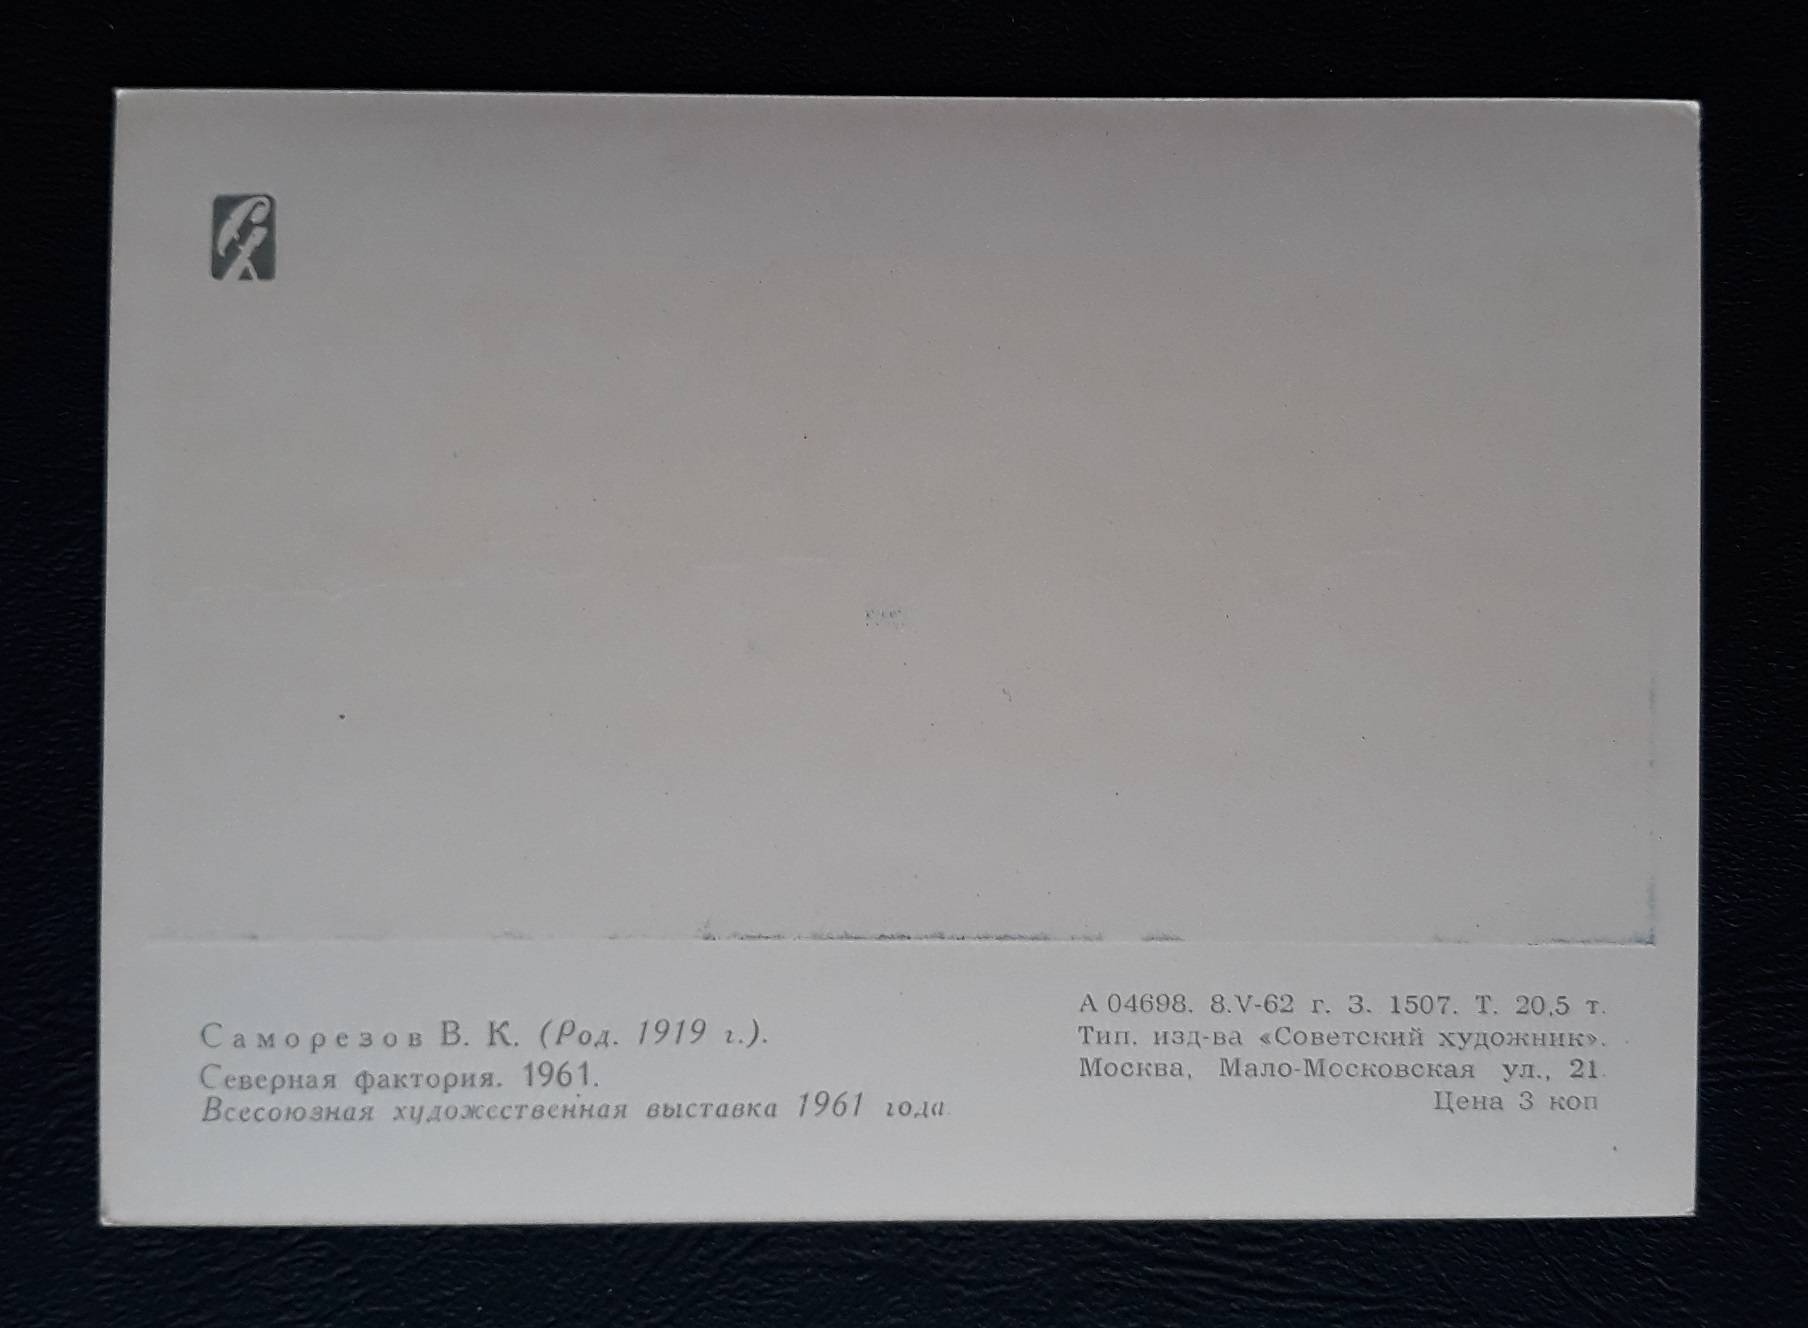 Саморезов В. К. (Род. 1919 г.).
Северная фактория. 1961.
Всесоюзная художественная выставка 1961 года
А 04698. 8.V-62 г. З. 1507. Т. 20,5 т.
Тип. изд-ва «Советский художник».
Москва, Мало-Московская ул., 21.
Цена 3 коп